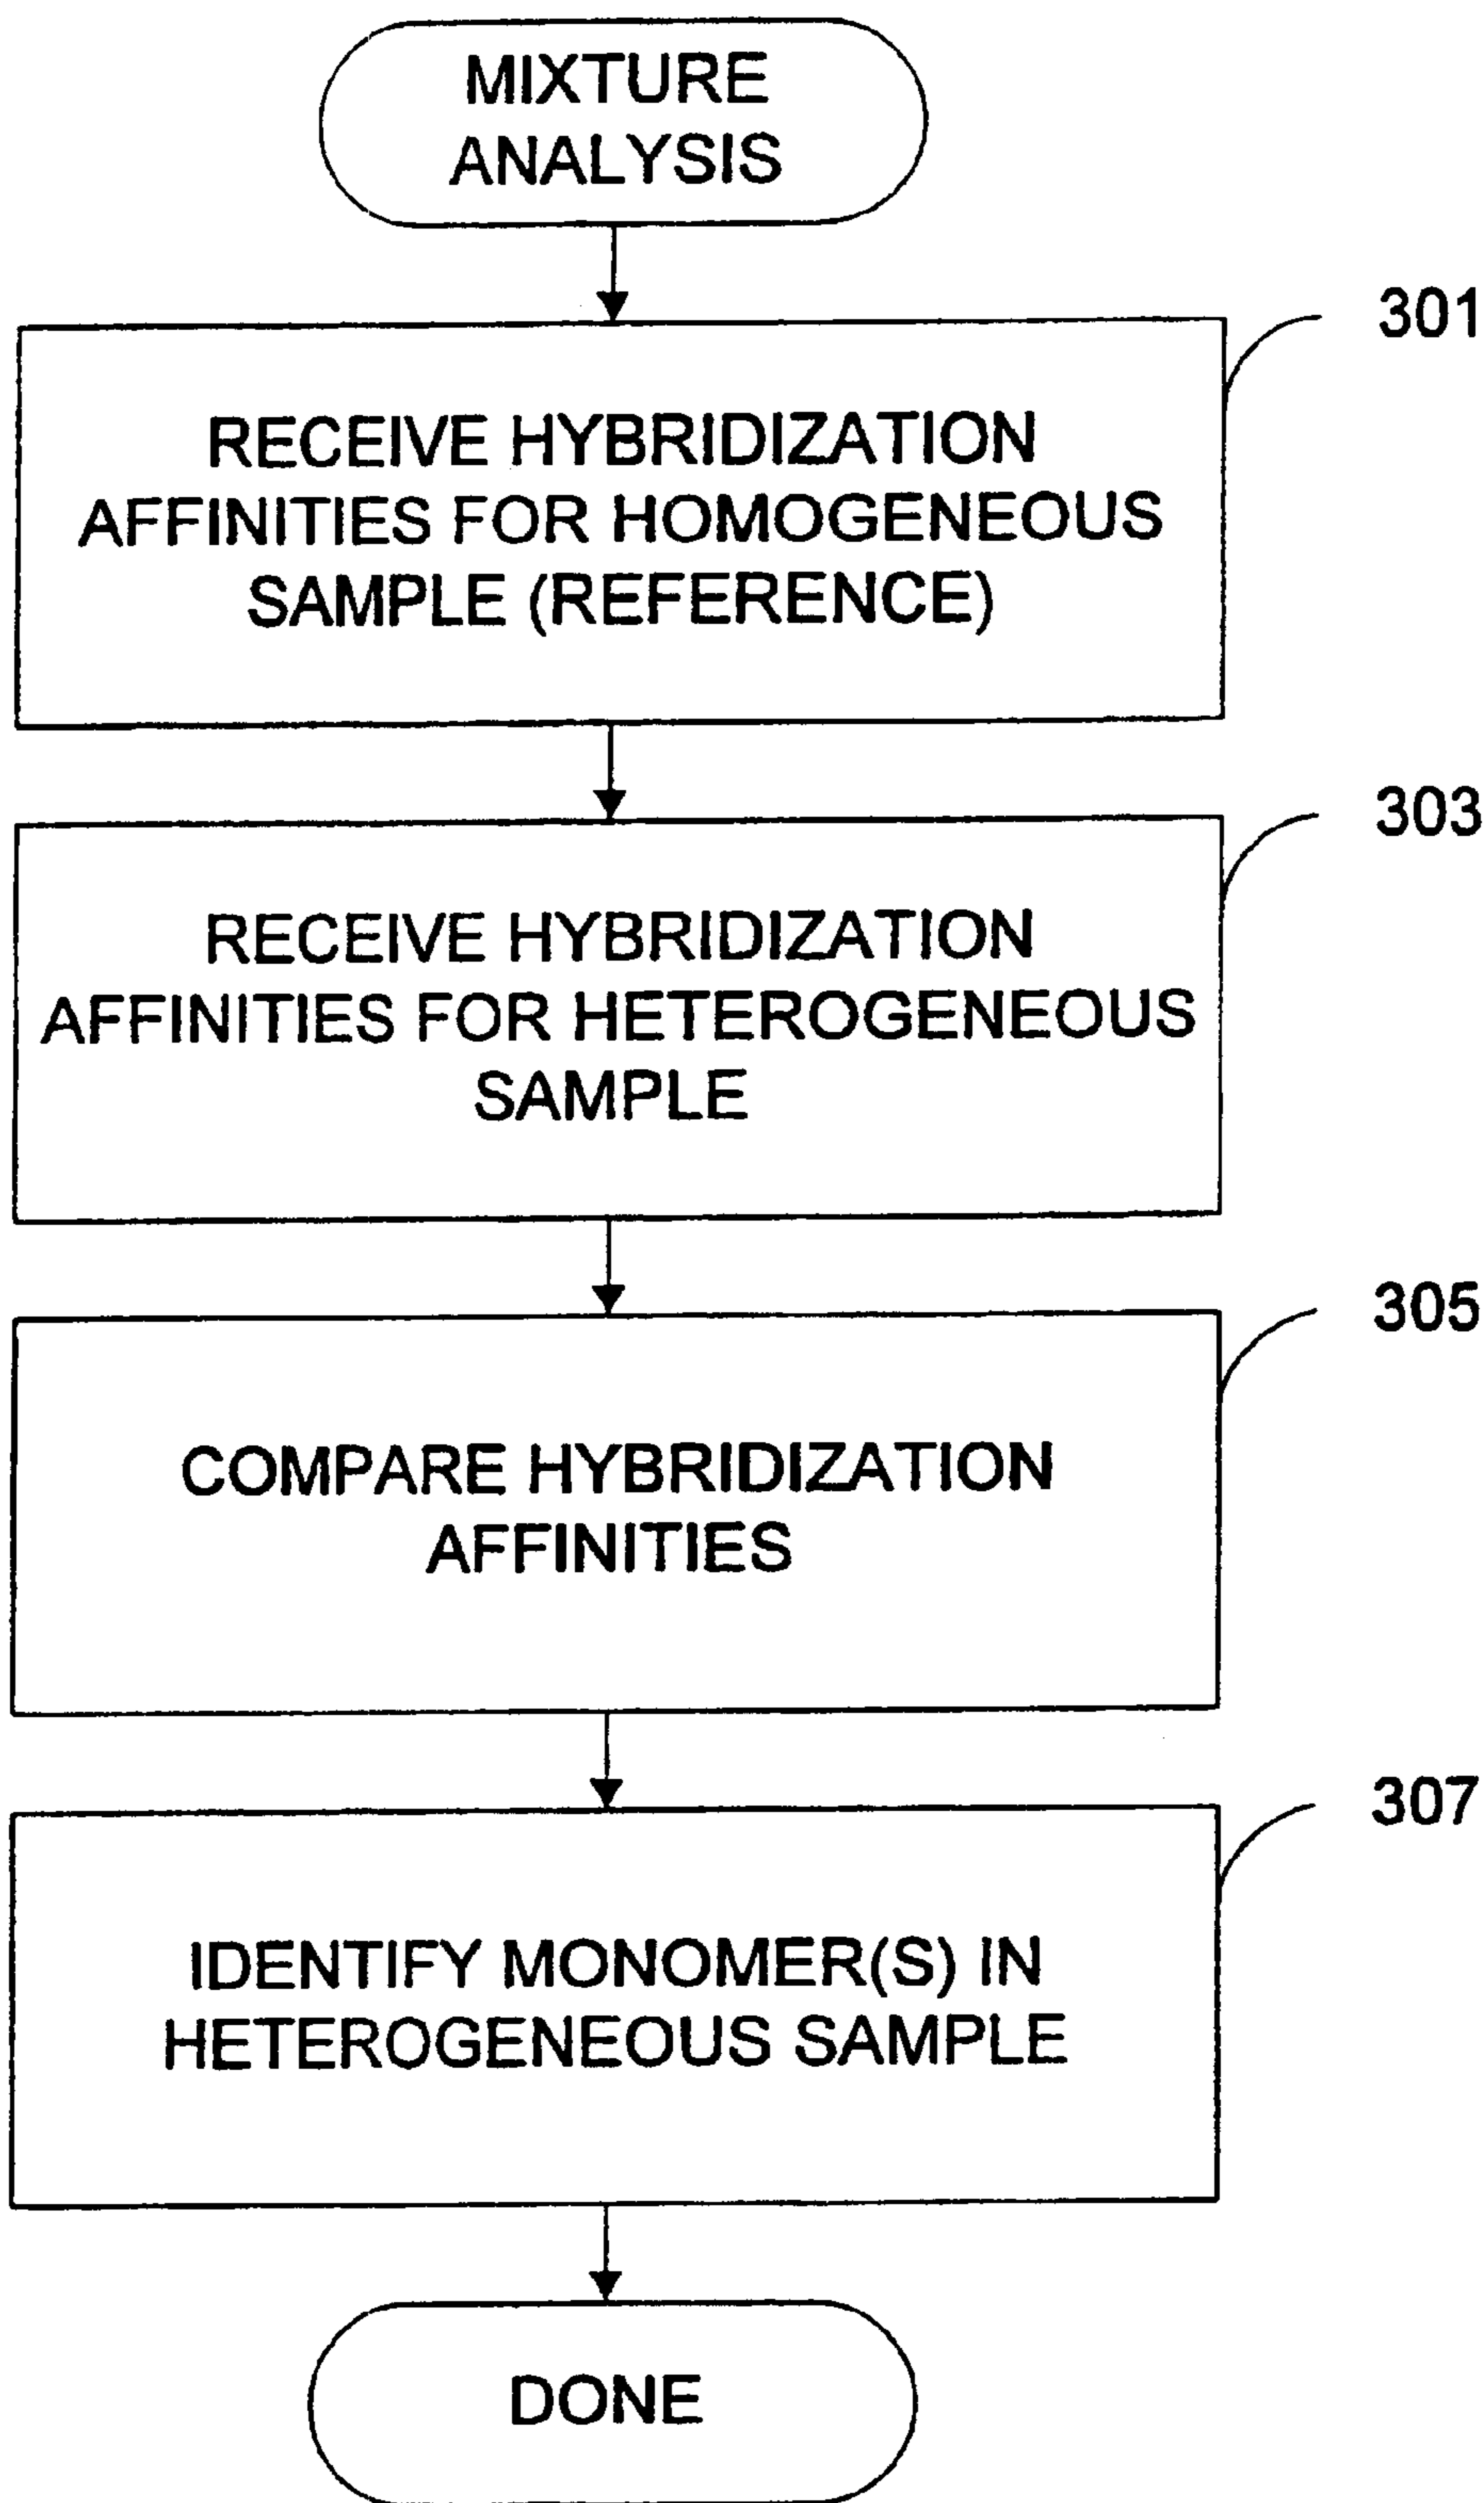 MIXTURE
ANALYSIS
301
RECEIVE HYBRIDIZATION
AFFINITIES FOR HOMOGENEOUS
SAMPLE (REFERENCE)
303
RECEIVE HYBRIDIZATION
AFFINITIES FOR HETEROGENEOUS
SAMPLE
305
COMPARE HYBRIDIZATION
AFFINITIES
307
IDENTIFY MONOMER(S) IN
HETEROGENEOUS SAMPLE
DONE